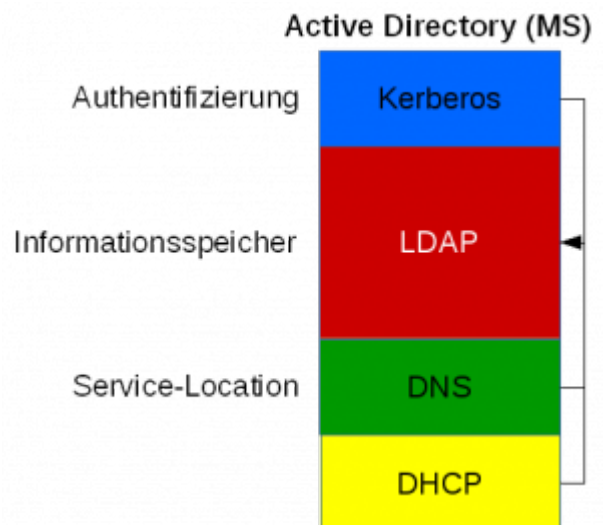 Active Directory (MS)
Authentifizierung
Kerberos
Informationsspeicher
LDAP
Service-Location
DNS
DHCP